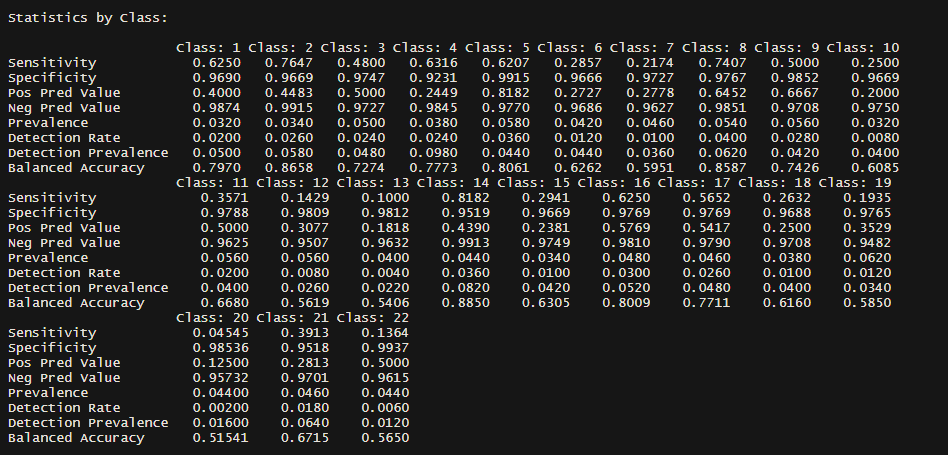 Statistics by Class:
Class: 1 Class: 2 Class: 3 Class: 4 Class: 5 Class: 6 Class: 7 Class: 8 Class: 9 Class: 10
Sensitivity 0.6250 0.7647 0.4800 0.6316 0.6207 0.2857 0.2174 0.7407 0.5000 0.2500
Specificity 0.9690 0.9669 0.9747 0.9231 0.9915 0.9666 0.9727 0.9767 0.9852 0.9669
Pos Pred Value 0.4000 0.4483 0.5000 0.2449 0.8182 0.2727 0.2778 0.6452 0.6667 0.2000
Neg Pred Value 0.9874 0.9915 0.9727 0.9845 0.9770 0.9686 0.9627 0.9851 0.9708 0.9750
Prevalence 0.0320 0.0340 0.0500 0.0380 0.0580 0.0420 0.0460 0.0540 0.0560 0.0320
Detection Rate 0.0200 0.0260 0.0240 0.0240 0.0360 0.0120 0.0100 0.0400 0.0280 0.0080
Detection Prevalence 0.0500 0.0580 0.0480 0.0980 0.0440 0.0440 0.0360 0.0620 0.0420 0.0400
Balanced Accuracy 0.7970 0.8658 0.7274 0.7773 0.8061 0.6262 0.5951 0.8587 0.7426 0.6085
Class: 11 Class: 12 Class: 13 Class: 14 Class: 15 Class: 16 Class: 17 Class: 18 Class: 19
Sensitivity 0.3571 0.1429 0.1000 0.8182 0.2941 0.6250 0.5652 0.2632 0.1935
Specificity 0.9788 0.9809 0.9812 0.9519 0.9669 0.9769 0.9769 0.9688 0.9765
Pos Pred Value 0.5000 0.3077 0.1818 0.4390 0.2381 0.5769 0.5417 0.2500 0.3529
Neg Pred Value 0.9625 0.9507 0.9632 0.9913 0.9749 0.9810 0.9790 0.9708 0.9482
Prevalence 0.0560 0.0560 0.0400 0.0440 0.0340 0.0480 0.0460 0.0380 0.0620
Detection Rate 0.0200 0.0080 0.0040 0.0360 0.0100 0.0300 0.0260 0.0100 0.0120
Detection Prevalence 0.0400 0.0260 0.0220 0.0820 0.0420 0.0520 0.0480 0.0400 0.0340
Balanced Accuracy 0.6680 0.5619 0.5406 0.8850 0.6305 0.8009 0.7711 0.6160 0.5850
Class: 20 Class: 21 Class: 22
Sensitivity 0.04545 0.3913 0.1364
Specificity 0.98536 0.9518 0.9937
Pos Pred Value 0.12500 0.2813 0.5000
Neg Pred Value 0.95732 0.9701 0.9615
Prevalence 0.04400 0.0460 0.0440
Detection Rate 0.00200 0.0180 0.0060
Detection Prevalence 0.01600 0.0640 0.0120
Balanced Accuracy 0.51541 0.6715 0.5650